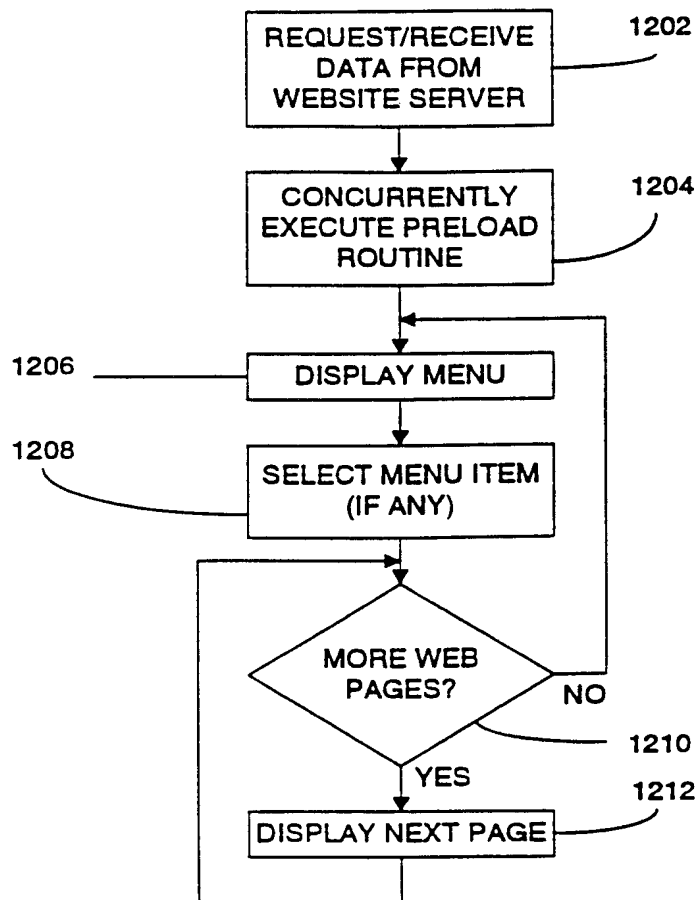 REQUEST/RECEIVE
DATA FROM
WEBSITE SERVER
1202
CONCURRENTLY
EXECUTE PRELOAD
ROUTINE
1204
1206
DISPLAY MENU
1208
SELECT MENU ITEM
(IF ANY)
MORE WEB
PAGES?
NO
1210
YES
1212
DISPLAY NEXT PAGE